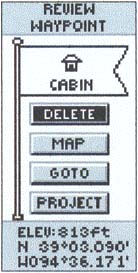 REVIEW
WAYPOINT
CABIN
DELETE
MAP
GOTO
PROJECT
ELEV:813ft
N 39°03.090'
W094°36.171'